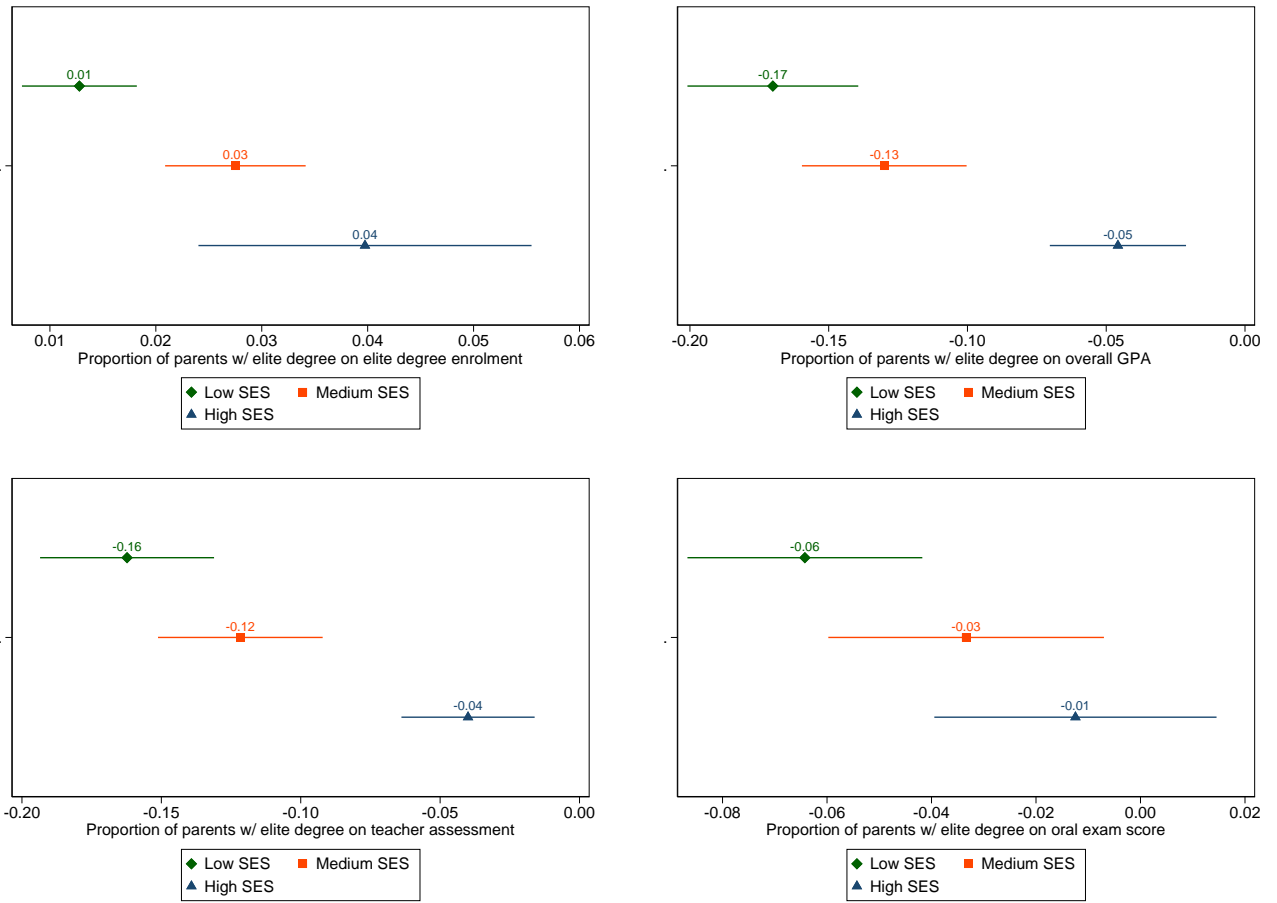 0.01
0.03
0.04
0.01 0.02 0.03 0.04 0.05 0.06
Proportion of parents w/ elite degree on elite degree enrolment
Low SES Medium SES
High SES
-0.17
-0.13
-0.05
-0.20 -0.15 -0.10 -0.05 0.00
Proportion of parents w/ elite degree on overall GPA
Low SES Medium SES
High SES
-0.16
-0.12
-0.04
-0.20 -0.15 -0.10 -0.05 0.00
Proportion of parents w/ elite degree on teacher assessment
Low SES Medium SES
High SES
-0.06
-0.03
-0.01
-0.08 -0.06 -0.04 -0.02 0.00 0.02
Proportion of parents w/ elite degree on oral exam score
Low SES Medium SES
High SES